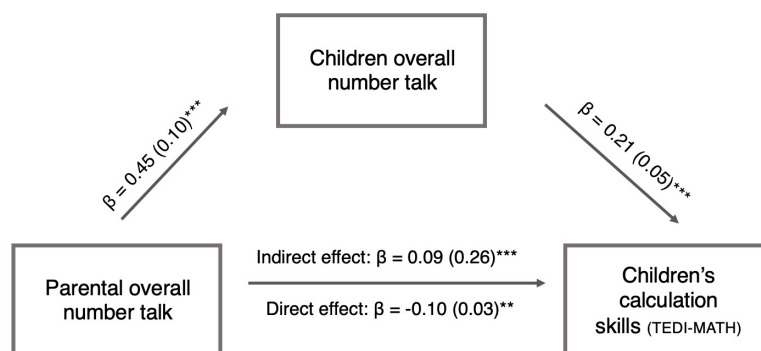 Children overall
number talk
β = 0.45 (0.10)***
β = 0.21 (0.05)***
Parental overall
number talk
Indirect effect: β = 0.09 (0.26)***
Direct effect: β = -0.10 (0.03)**
Children's
calculation
skills (TEDI-MATH)